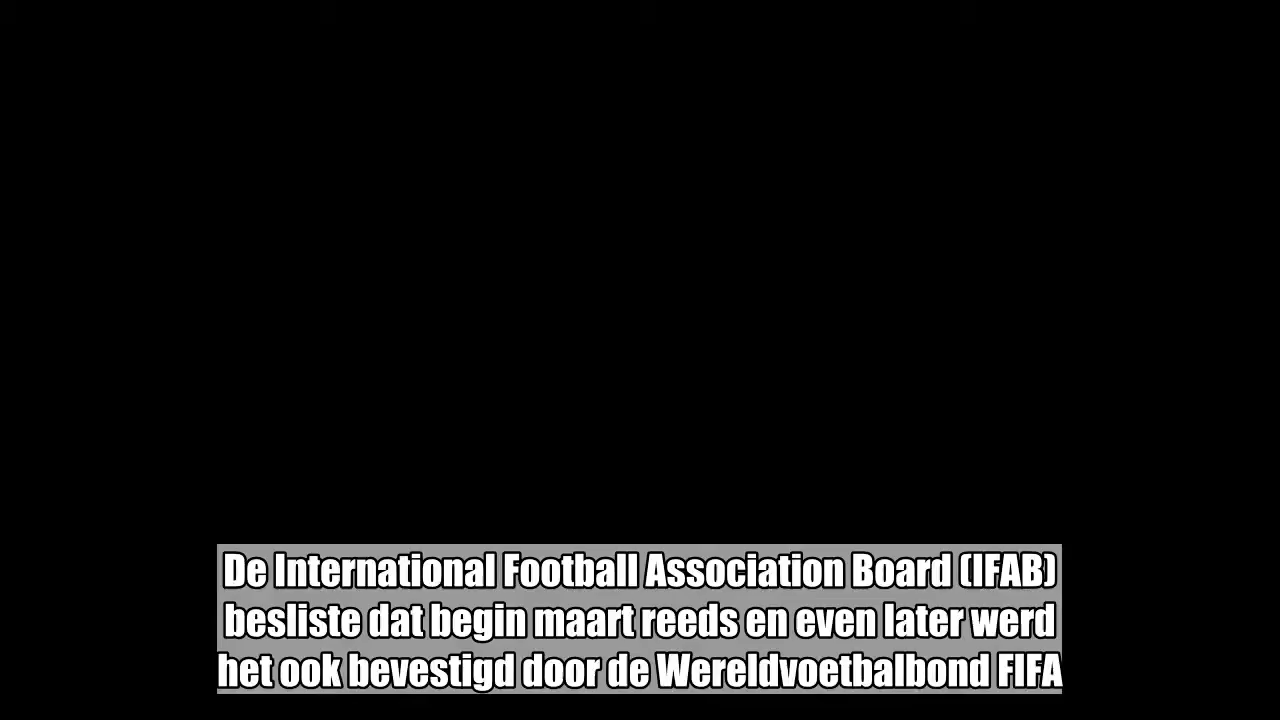 De International Football Association Board (IFAB)
besliste dat begin maart reeds en even later werd
het ook bevestigd door de Wereldvoetbalbond FIFA